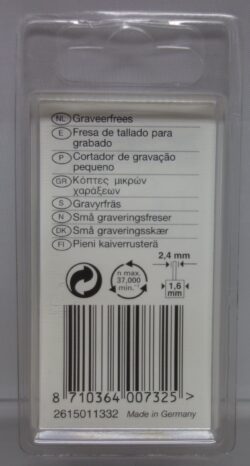 NL Graveerfrees
E Fresa de tallado para
grabado
P Cortador de gravação
pequeno
GR Κόπτες μικρών
χαράξεων
S Gravyrfräs
N Små graveringsfreser
DK Små graveringsskær
FI Pieni kaiverrusterä
2,4 mm
n max.
37,000
min.
1,6
mm
8 710364 007325 >
2615011332 Made in Germany